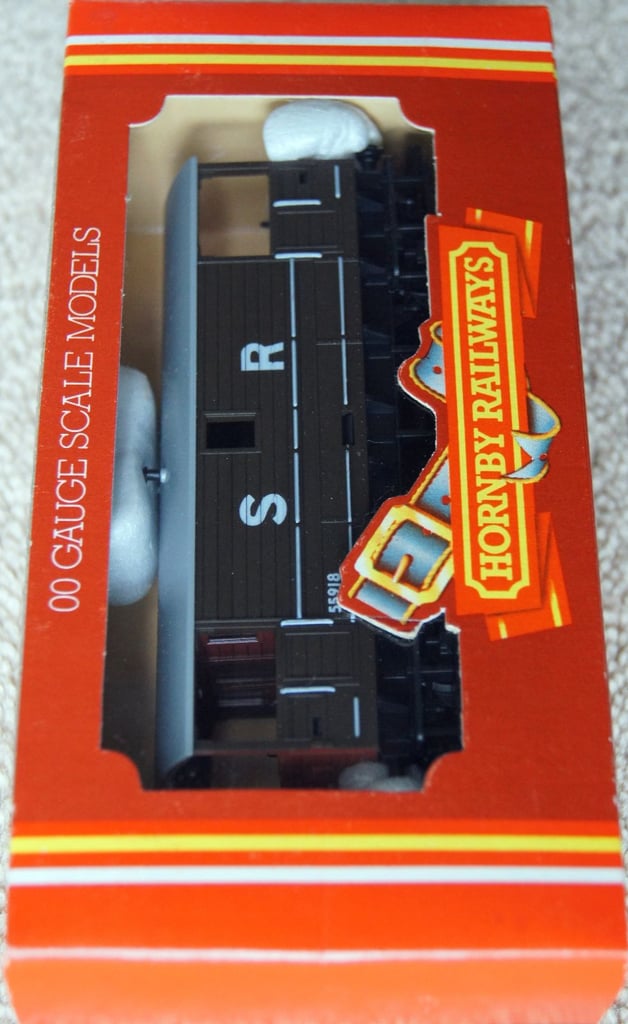 00 GAUGE SCALE MODELS
S R
55918
HORNBY RAILWAYS